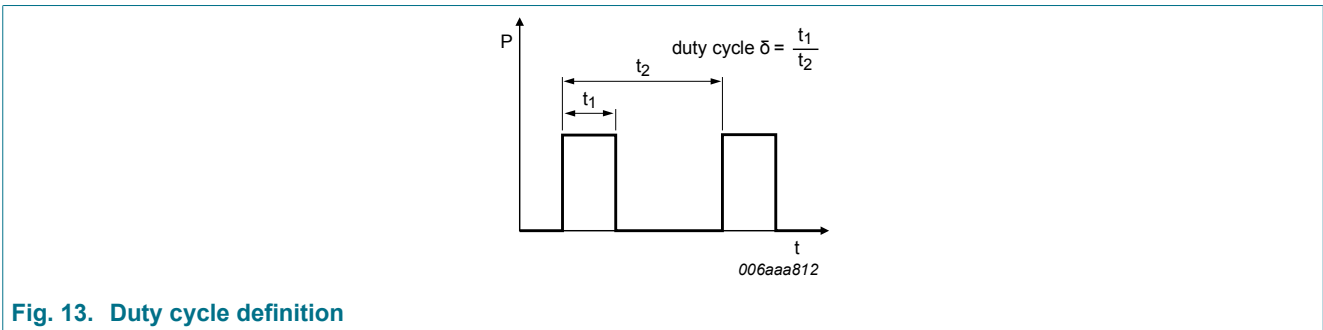 P
duty cycle δ = t1
t2
t2
t1
t
006aaa812
Fig. 13. Duty cycle definition